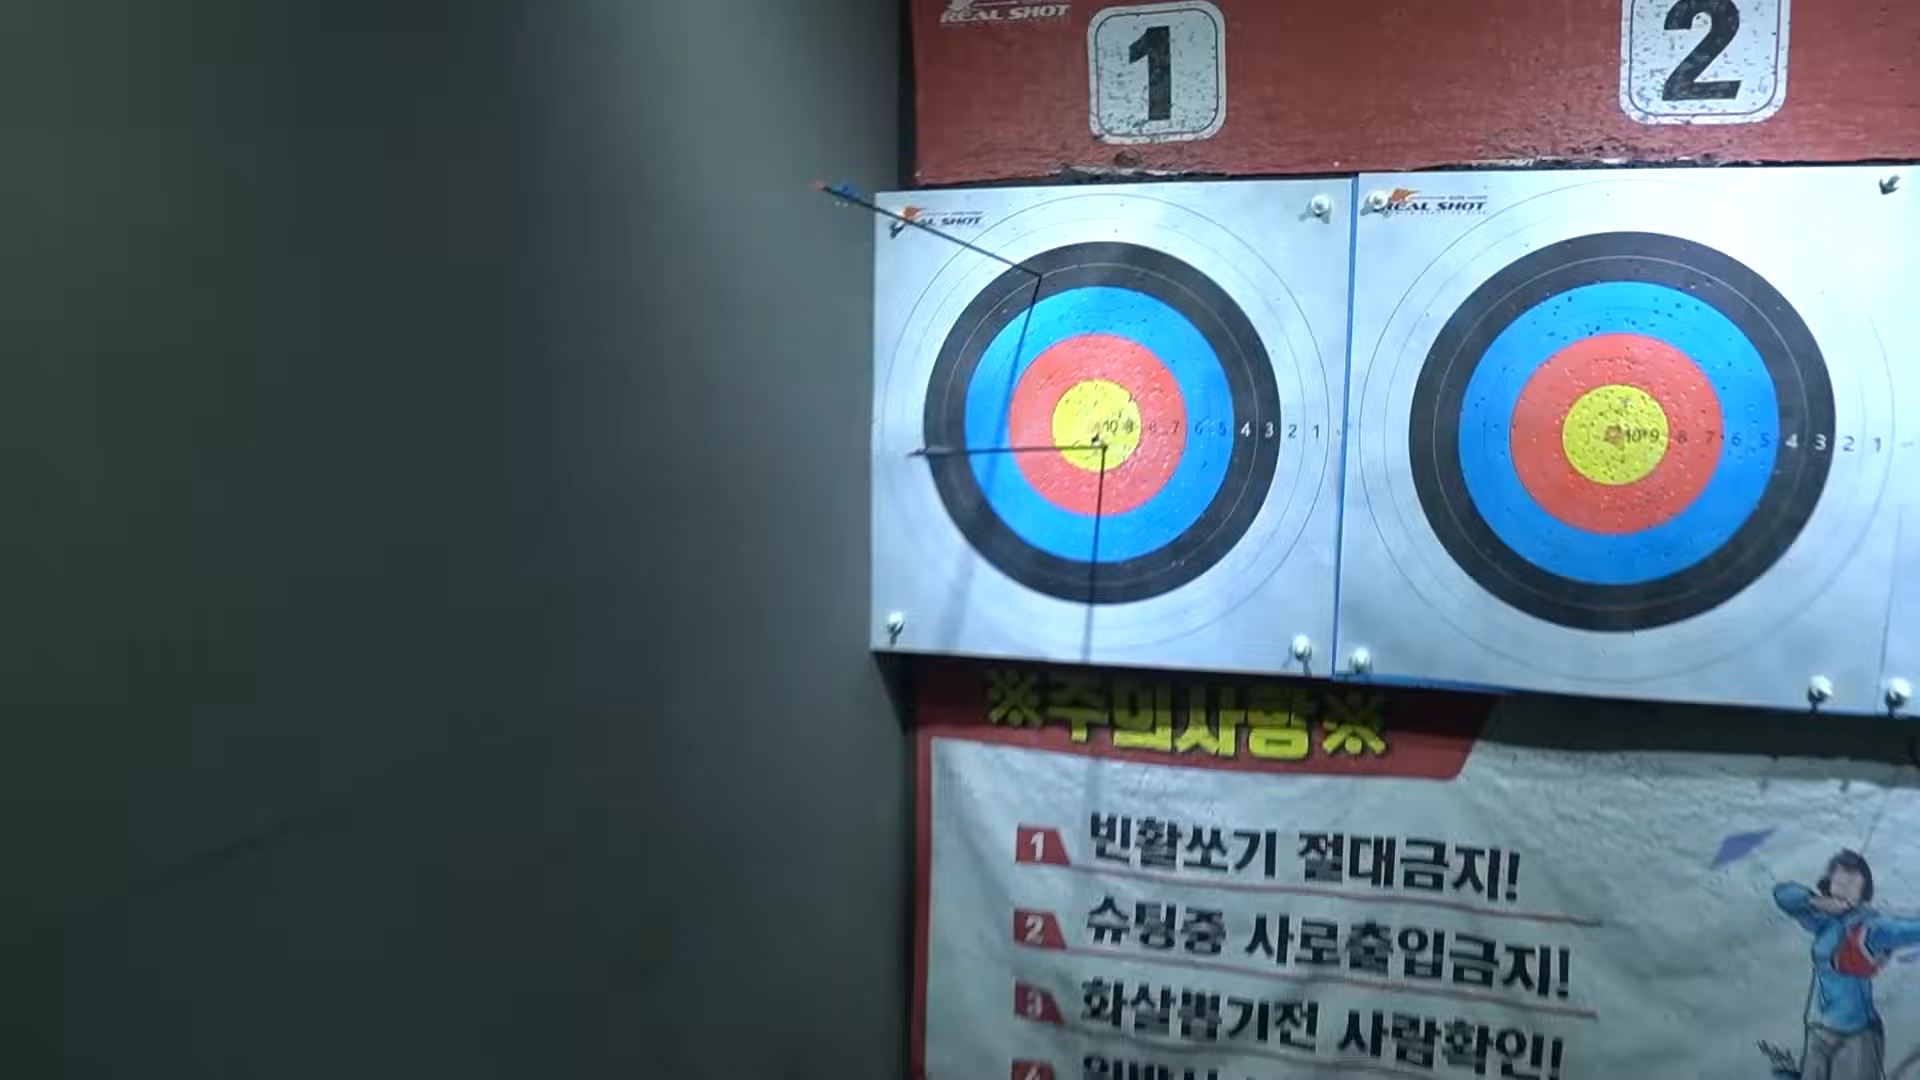 REAL SHOT
1
2
REAL SHOT
REAL SHOT
10 9 8 7 6 5 4 3 2 1
10 9 8 7 6 5 4 3 2 1
※주의사항※
1 빈활쏘기 절대금지!
2 슈팅중 사로출입금지!
3 화살뽑기전 사람확인!
4